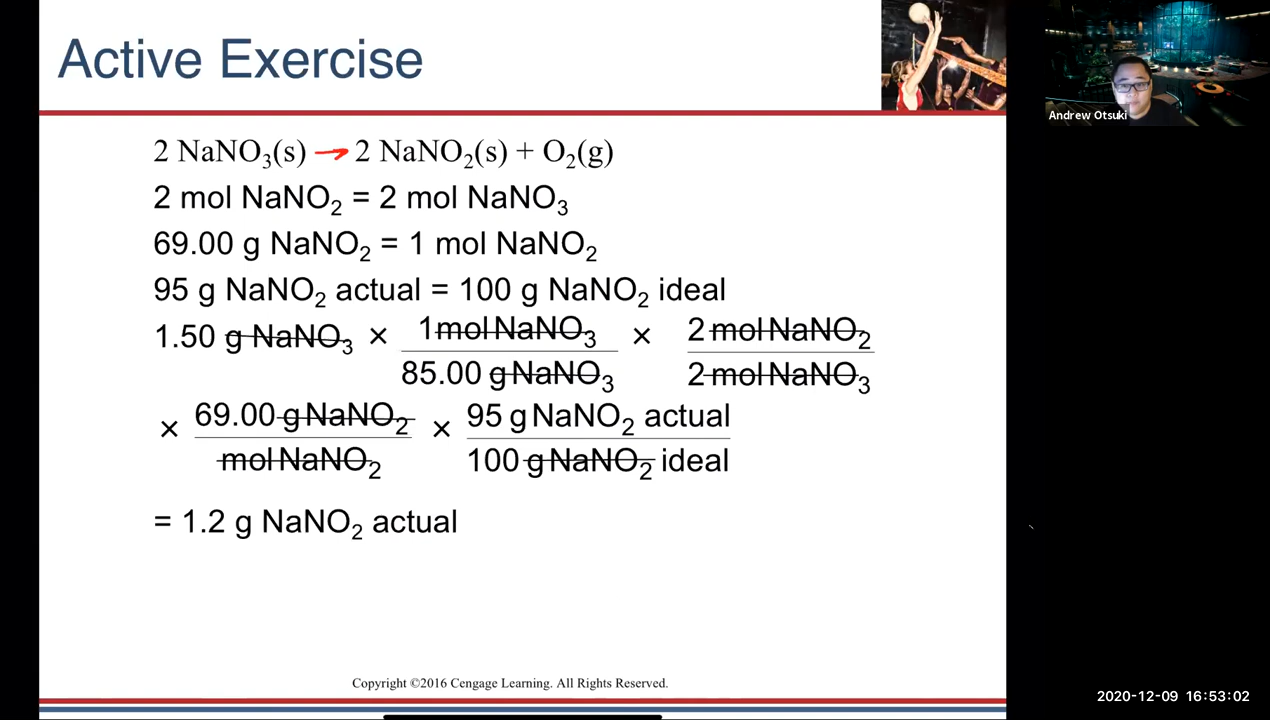 Active Exercise
Andrew Otsuki
2 NaNO₃(s) → 2 NaNO₂(s) + O₂(g)
2 mol NaNO₂ = 2 mol NaNO₃
69.00 g NaNO₂ = 1 mol NaNO₂
95 g NaNO₂ actual = 100 g NaNO₂ ideal
1.50 g NaNO₃ × 1 mol NaNO₃ / 85.00 g NaNO₃ × 2 mol NaNO₂ / 2 mol NaNO₃
× 69.00 g NaNO₂ / mol NaNO₂ × 95 g NaNO₂ actual / 100 g NaNO₂ ideal
= 1.2 g NaNO₂ actual
Copyright ©2016 Cengage Learning. All Rights Reserved.
2020-12-09 16:53:02